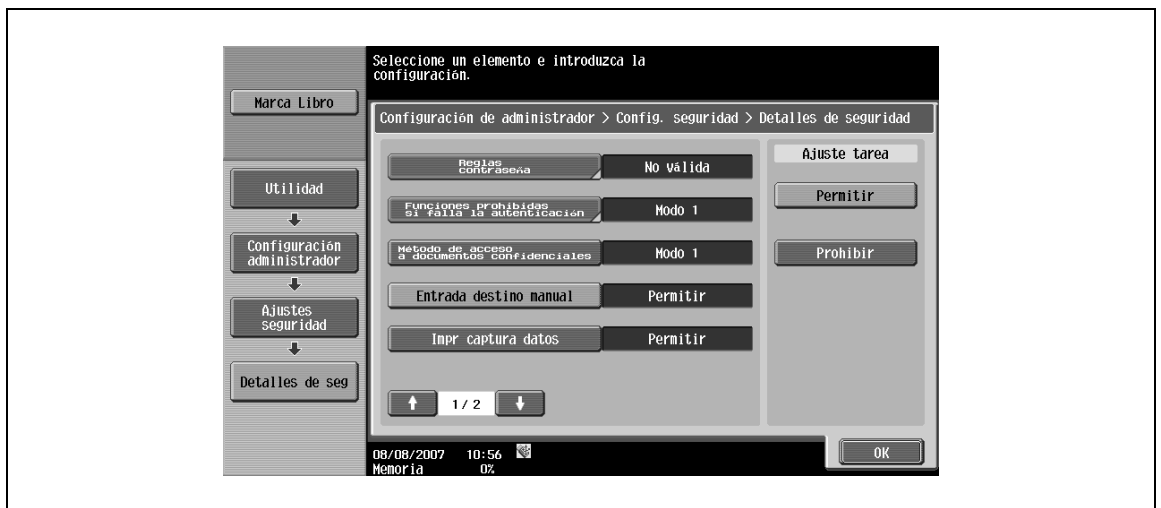 Seleccione un elemento e introduzca la
configuración.
Marca Libro
Configuración de administrador > Config. seguridad > Detalles de seguridad
Reglas
contraseña
No válida
Ajuste tarea
Utilidad
Permitir
Funciones prohibidas
si falla la autenticación
Modo 1
Configuración
administrador
Método de acceso
a documentos confidenciales
Modo 1
Prohibir
Entrada destino manual
Permitir
Ajustes
seguridad
Impr captura datos
Permitir
Detalles de seg
1/ 2
08/08/2007 10:56
Memoria 0%
OK